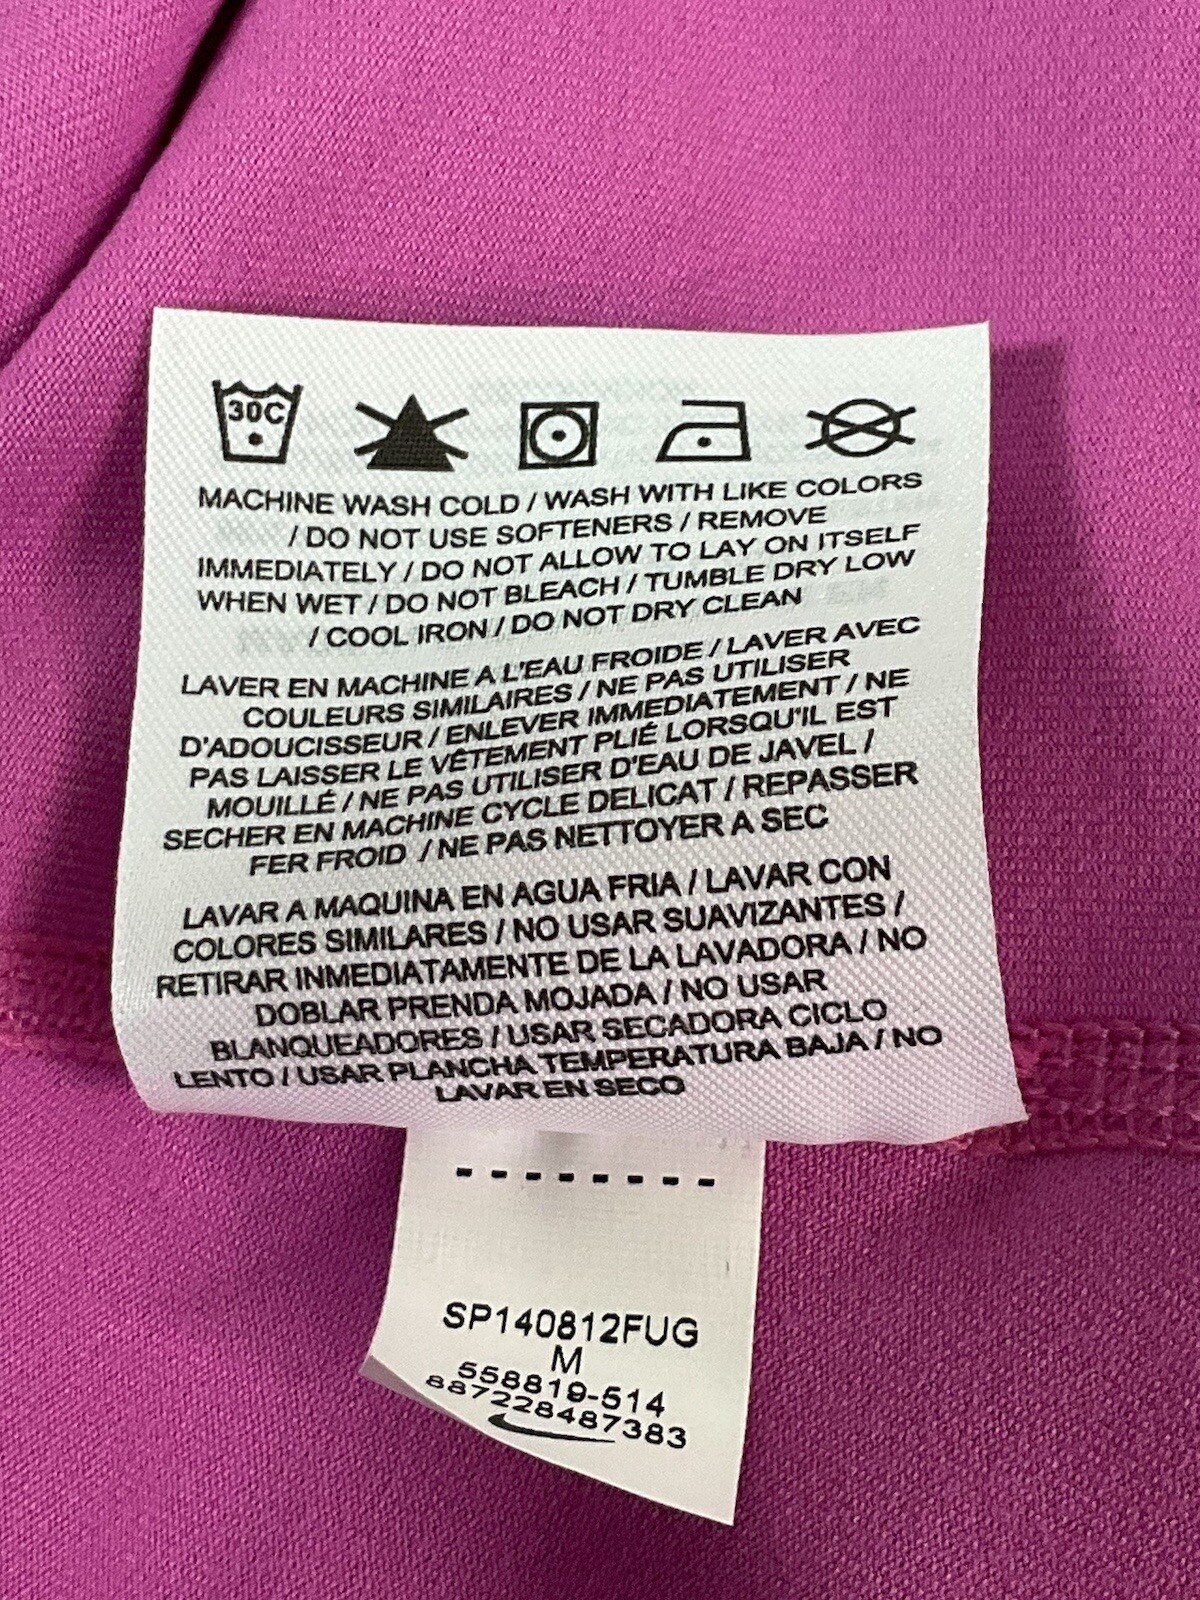 30C
MACHINE WASH COLD / WASH WITH LIKE COLORS
/ DO NOT USE SOFTENERS / REMOVE
IMMEDIATELY / DO NOT ALLOW TO LAY ON ITSELF
WHEN WET / DO NOT BLEACH / TUMBLE DRY LOW
/ COOL IRON / DO NOT DRY CLEAN
LAVER EN MACHINE A L'EAU FROIDE / LAVER AVEC
COULEURS SIMILAIRES / NE PAS UTILISER
D'ADOUCISSEUR / ENLEVER IMMEDIATEMENT / NE
PAS LAISSER LE VÊTEMENT PLIÉ LORSQU'IL EST
MOUILLÉ / NE PAS UTILISER D'EAU DE JAVEL /
SECHER EN MACHINE CYCLE DELICAT / REPASSER
FER FROID / NE PAS NETTOYER A SEC
LAVAR A MAQUINA EN AGUA FRIA / LAVAR CON
COLORES SIMILARES / NO USAR SUAVIZANTES /
RETIRAR INMEDIATAMENTE DE LA LAVADORA / NO
DOBLAR PRENDA MOJADA / NO USAR
BLANQUEADORES / USAR SECADORA CICLO
LENTO / USAR PLANCHA TEMPERATURA BAJA / NO
LAVAR EN SECO
--------
SP140812FUG
M
558819-514
887228487383